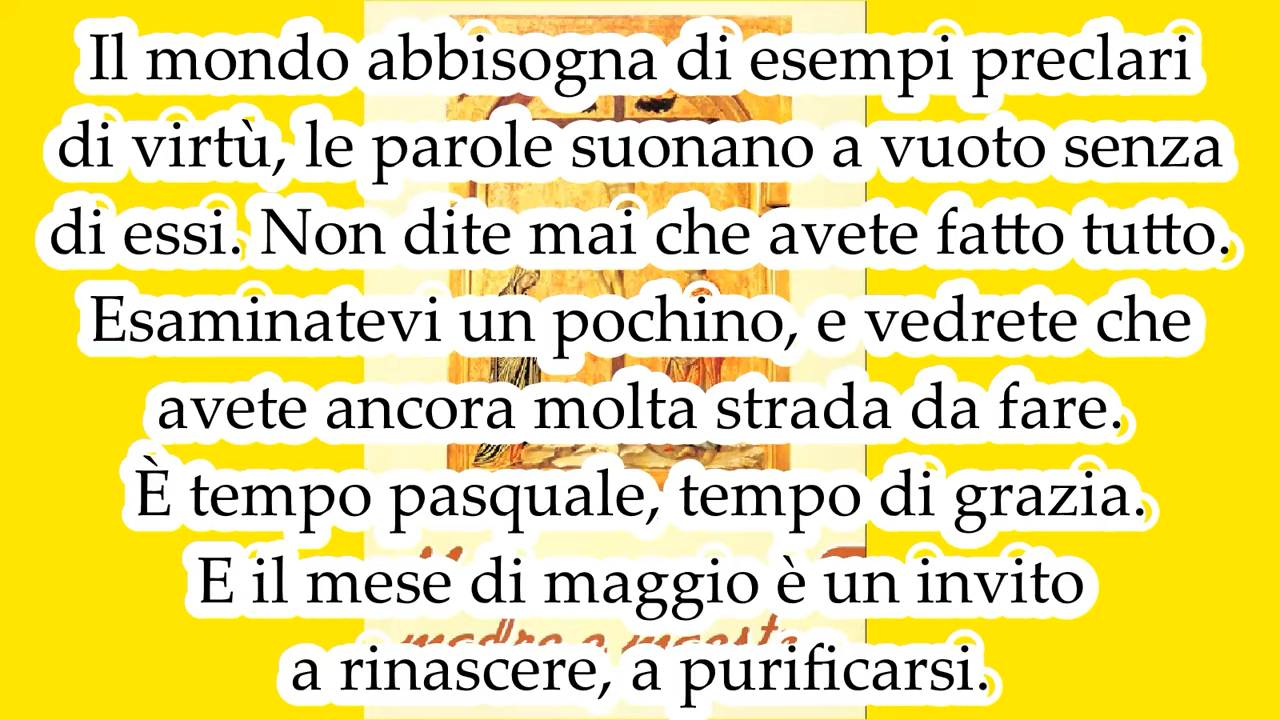 Il mondo abbisogna di esempi preclari
di virtù, le parole suonano a vuoto senza
di essi. Non dite mai che avete fatto tutto.
Esaminatevi un pochino, e vedrete che
avete ancora molta strada da fare.
È tempo pasquale, tempo di grazia.
E il mese di maggio è un invito
madre e
a rinascere, a purificarsi.